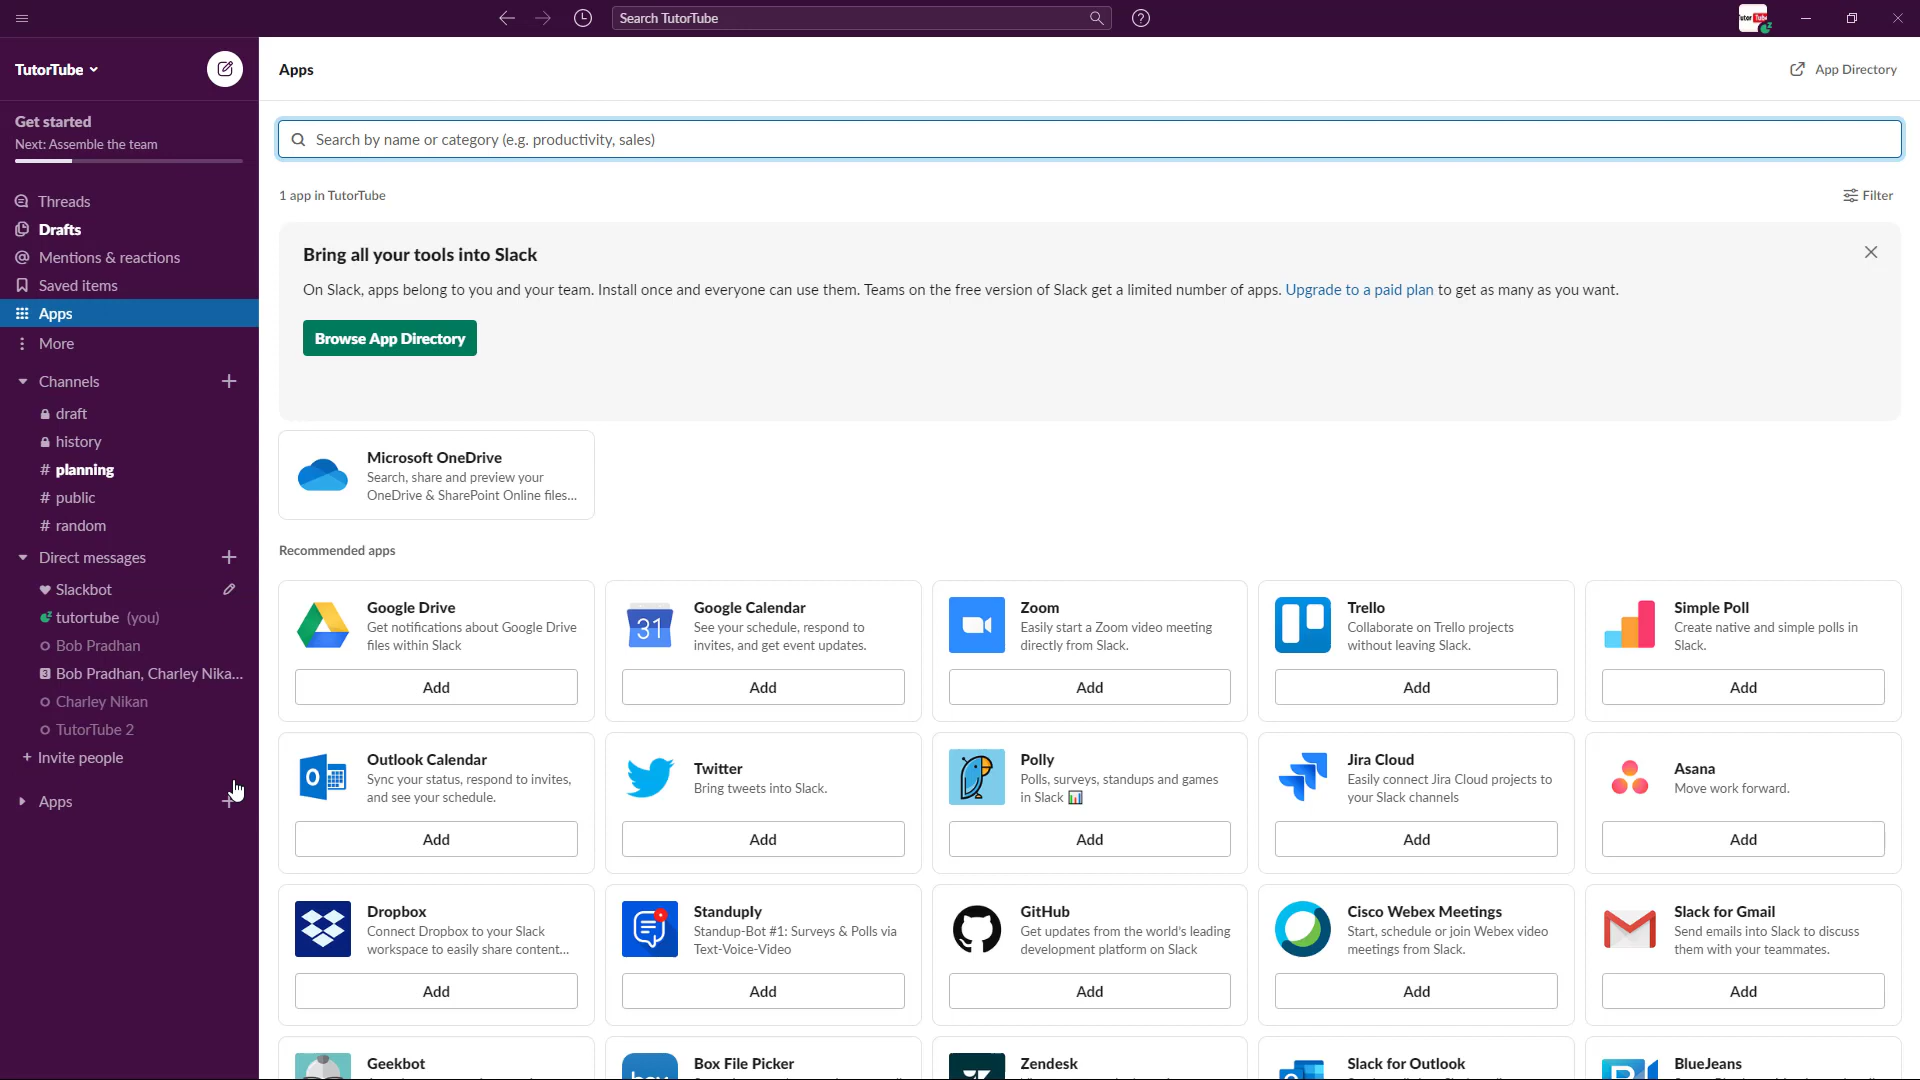 Search TutorTube
TutorTube
Apps
App Directory
Get started
Next: Assemble the team
Search by name or category (e.g. productivity, sales)
Threads
Drafts
Mentions & reactions
Saved items
Apps
More
Channels
draft
history
# planning
# public
# random
Direct messages
Slackbot
tutortube (you)
Bob Pradhan
3 Bob Pradhan, Charley Nika...
Charley Nikan
TutorTube 2
+ Invite people
Apps
1 app in TutorTube
Filter
Bring all your tools into Slack
On Slack, apps belong to you and your team. Install once and everyone can use them. Teams on the free version of Slack get a limited number of apps. Upgrade to a paid plan to get as many as you want.
Browse App Directory
Microsoft OneDrive
Search, share and preview your
OneDrive & SharePoint Online files...
Recommended apps
Google Drive
Get notifications about Google Drive
files within Slack
Add
31
Google Calendar
See your schedule, respond to
invites, and get event updates.
Add
Zoom
Easily start a Zoom video meeting
directly from Slack.
Add
Trello
Collaborate on Trello projects
without leaving Slack.
Add
Simple Poll
Create native and simple polls in
Slack.
Add
Outlook Calendar
Sync your status, respond to invites,
and see your schedule.
Add
Twitter
Bring tweets into Slack.
Add
Polly
Polls, surveys, standups and games
in Slack 📊
Add
Jira Cloud
Easily connect Jira Cloud projects to
your Slack channels
Add
Asana
Move work forward.
Add
Dropbox
Connect Dropbox to your Slack
workspace to easily share content...
Add
Standuply
Standup-Bot #1: Surveys & Polls via
Text-Voice-Video
Add
GitHub
Get updates from the world's leading
development platform on Slack
Add
Cisco Webex Meetings
Start, schedule or join Webex video
meetings from Slack.
Add
Slack for Gmail
Send emails into Slack to discuss
them with your teammates.
Add
Geekbot
Box File Picker
Zendesk
Slack for Outlook
BlueJeans